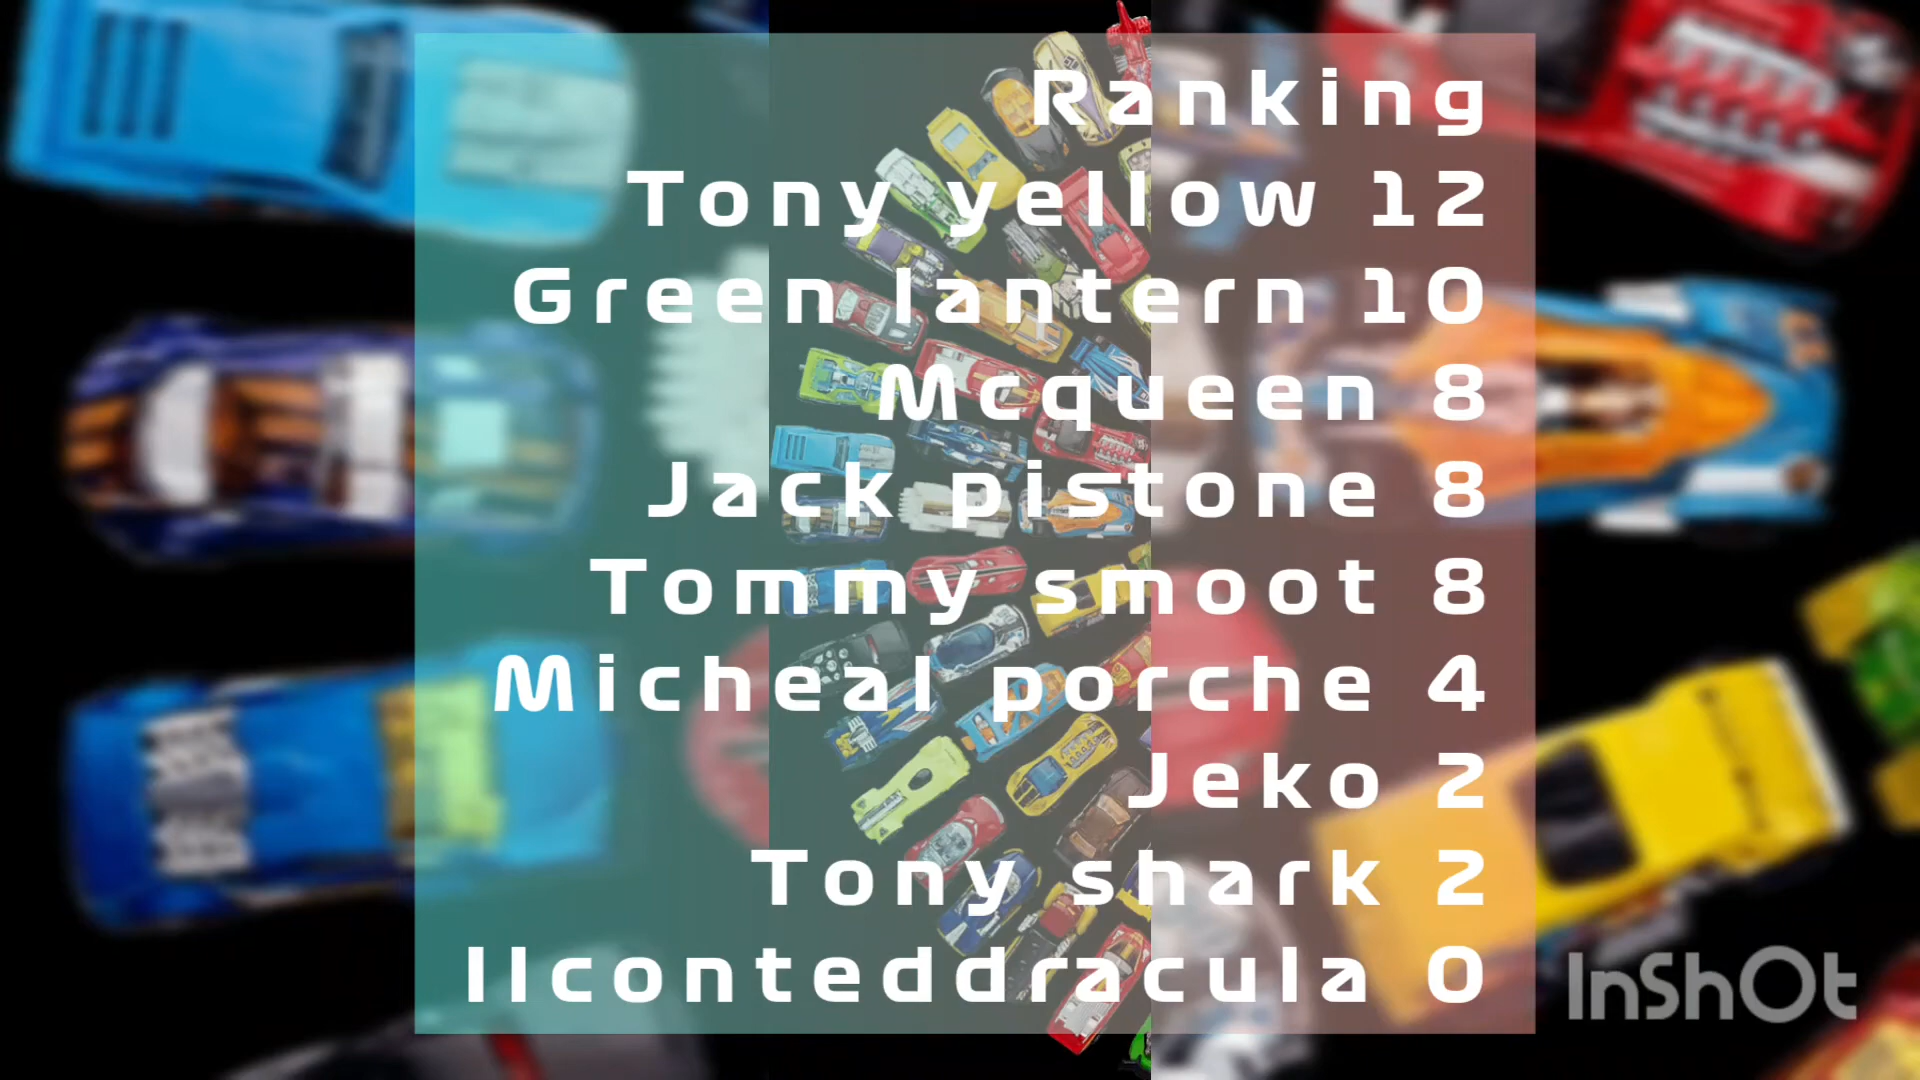 Ranking
Tony yellow 12
Green lantern 10
Mcqueen 8
Jack pistone 8
Tommy smoot 8
Micheal porche 4
Jeko 2
Tony shark 2
Ilconteddracula 0
InShOt